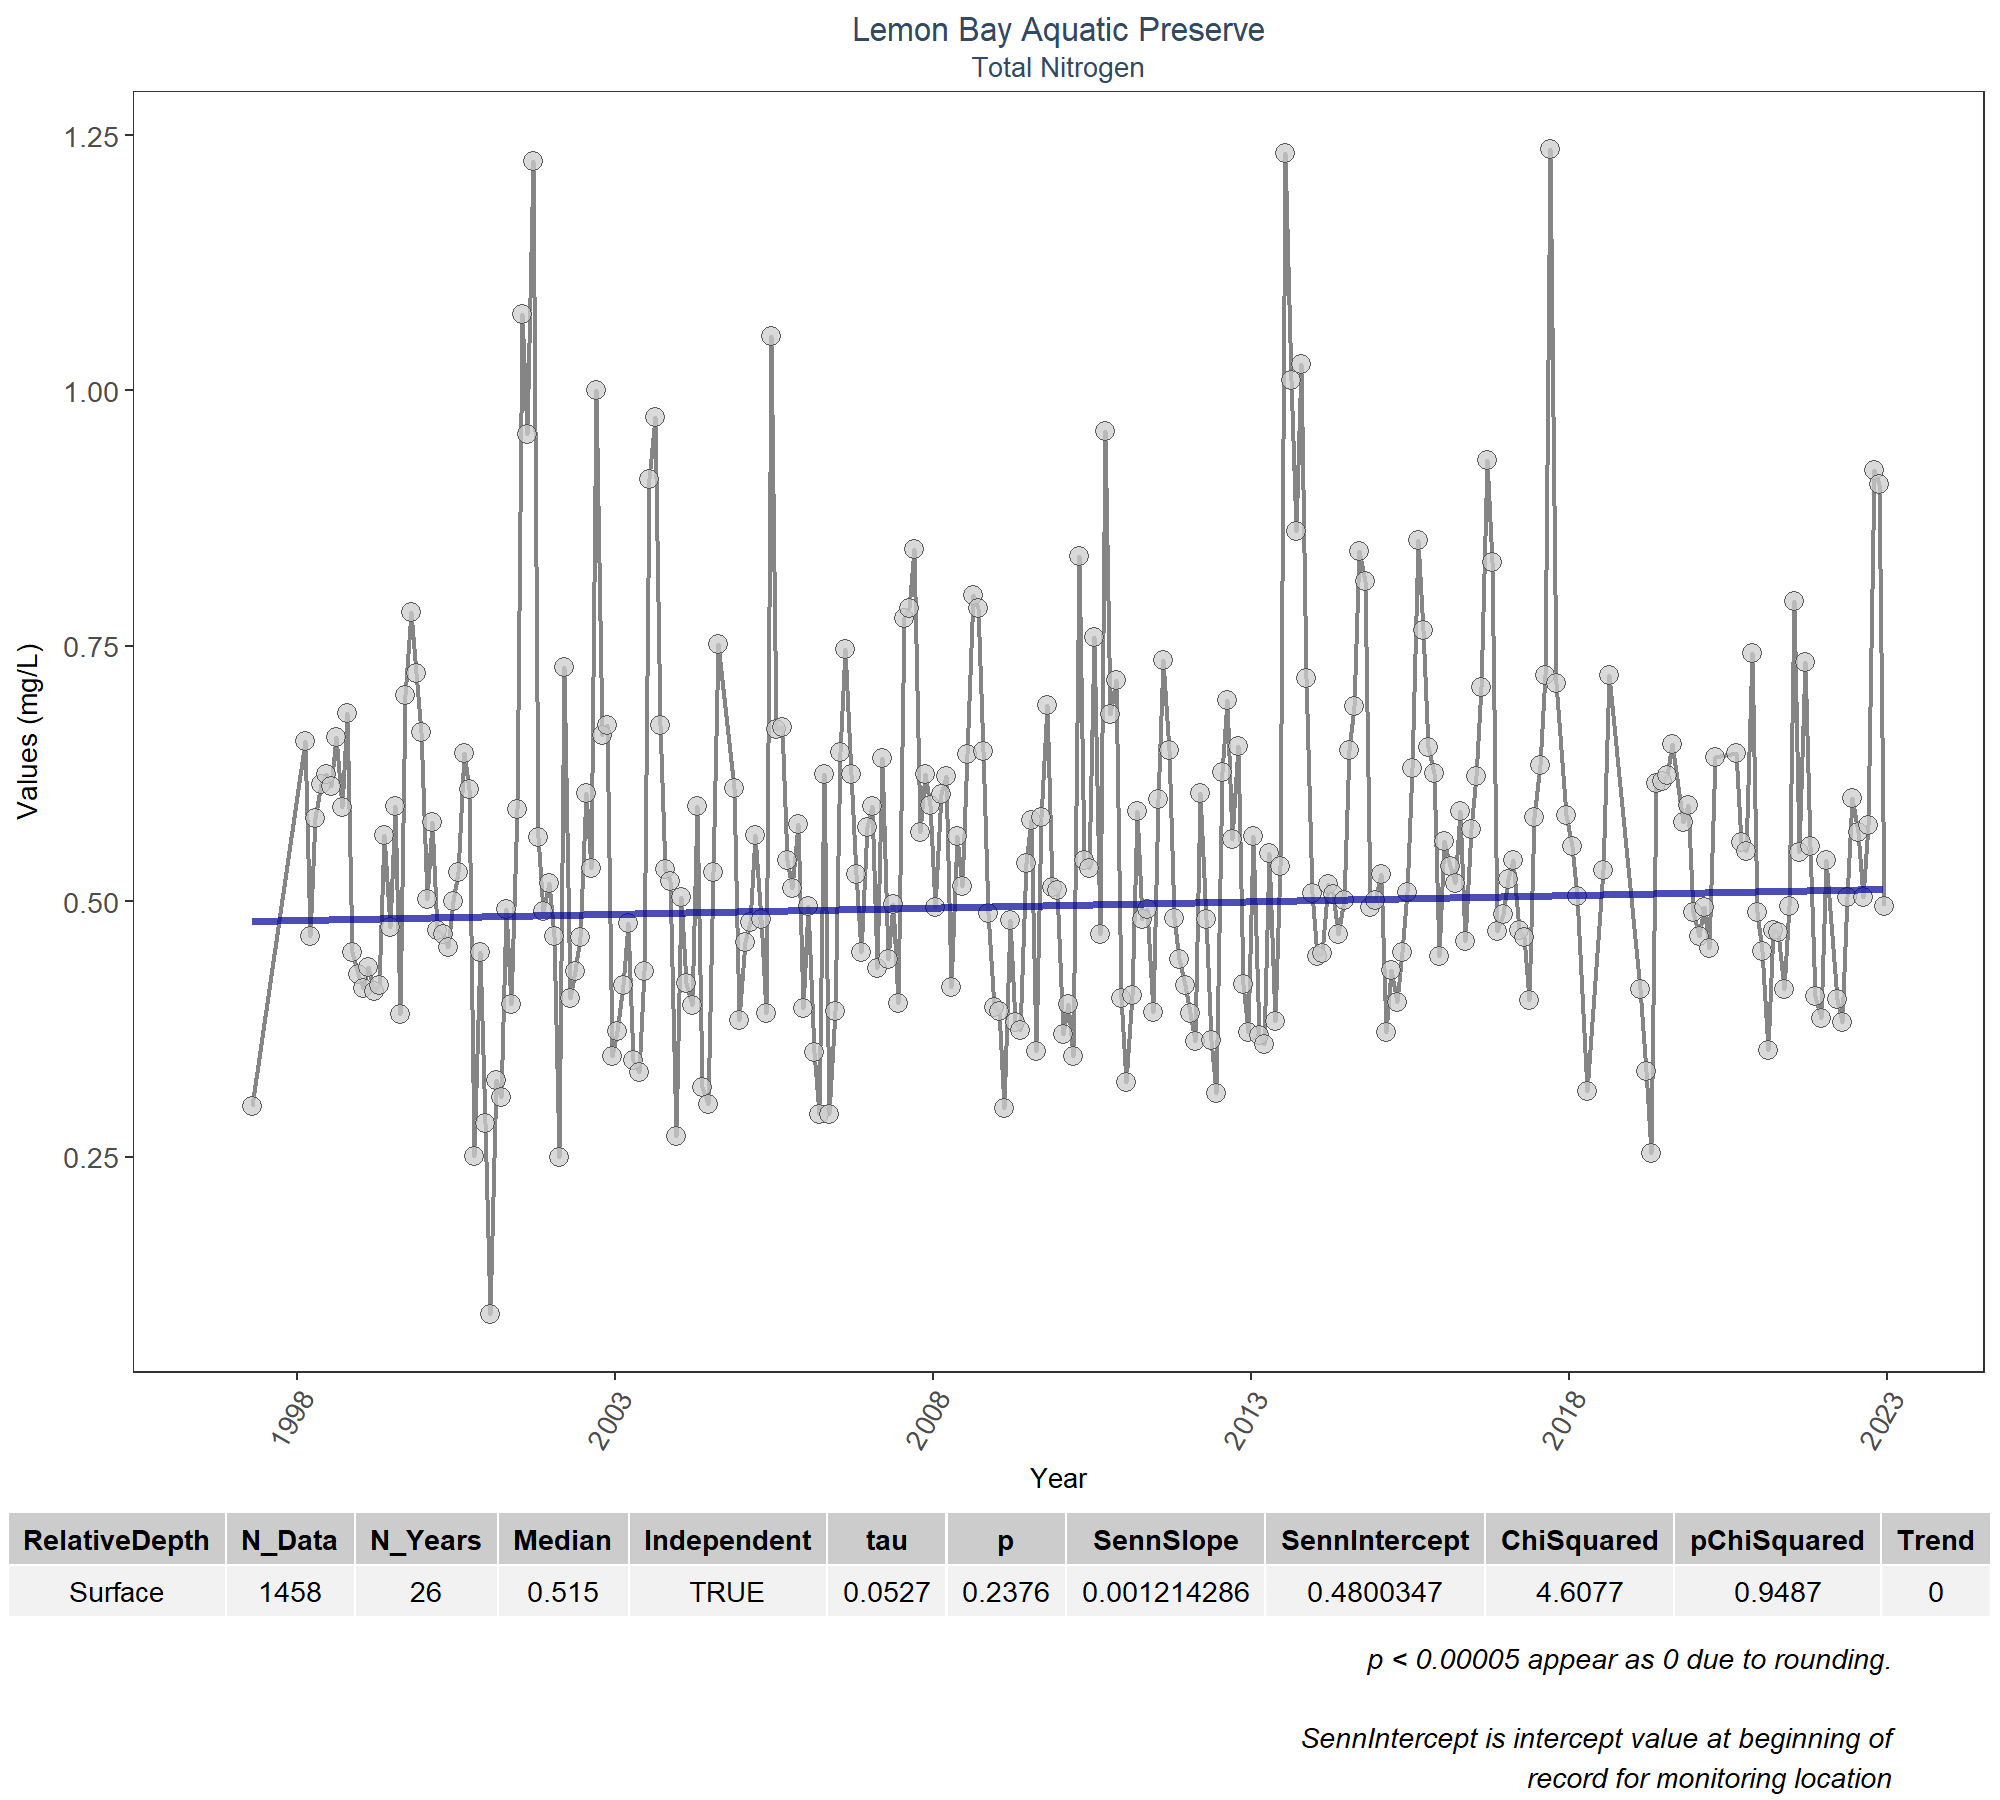 Lemon Bay Aquatic Preserve
Total Nitrogen
1.25
1.00
0.75
0.50
0.25
Values (mg/L)
1998
2003
2008
2013
2018
2023
Year
RelativeDepth N_Data N_Years Median Independent tau p SennSlope SennIntercept ChiSquared pChiSquared Trend
Surface 1458 26 0.515 TRUE 0.0527 0.2376 0.001214286 0.4800347 4.6077 0.9487 0
p < 0.00005 appear as 0 due to rounding.
SennIntercept is intercept value at beginning of
record for monitoring location